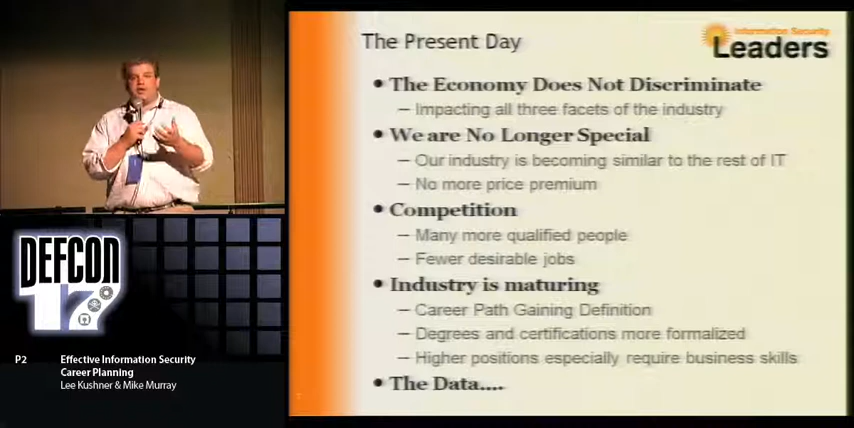 The Present Day
Information Security
Leaders
• The Economy Does Not Discriminate
– Impacting all three facets of the industry
• We are No Longer Special
– Our industry is becoming similar to the rest of IT
– No more price premium
• Competition
– Many more qualified people
– Fewer desirable jobs
• Industry is maturing
– Career Path Gaining Definition
– Degrees and certifications more formalized
– Higher positions especially require business skills
• The Data....
DEFCON
17
P2
Effective Information Security
Career Planning
Lee Kushner & Mike Murray